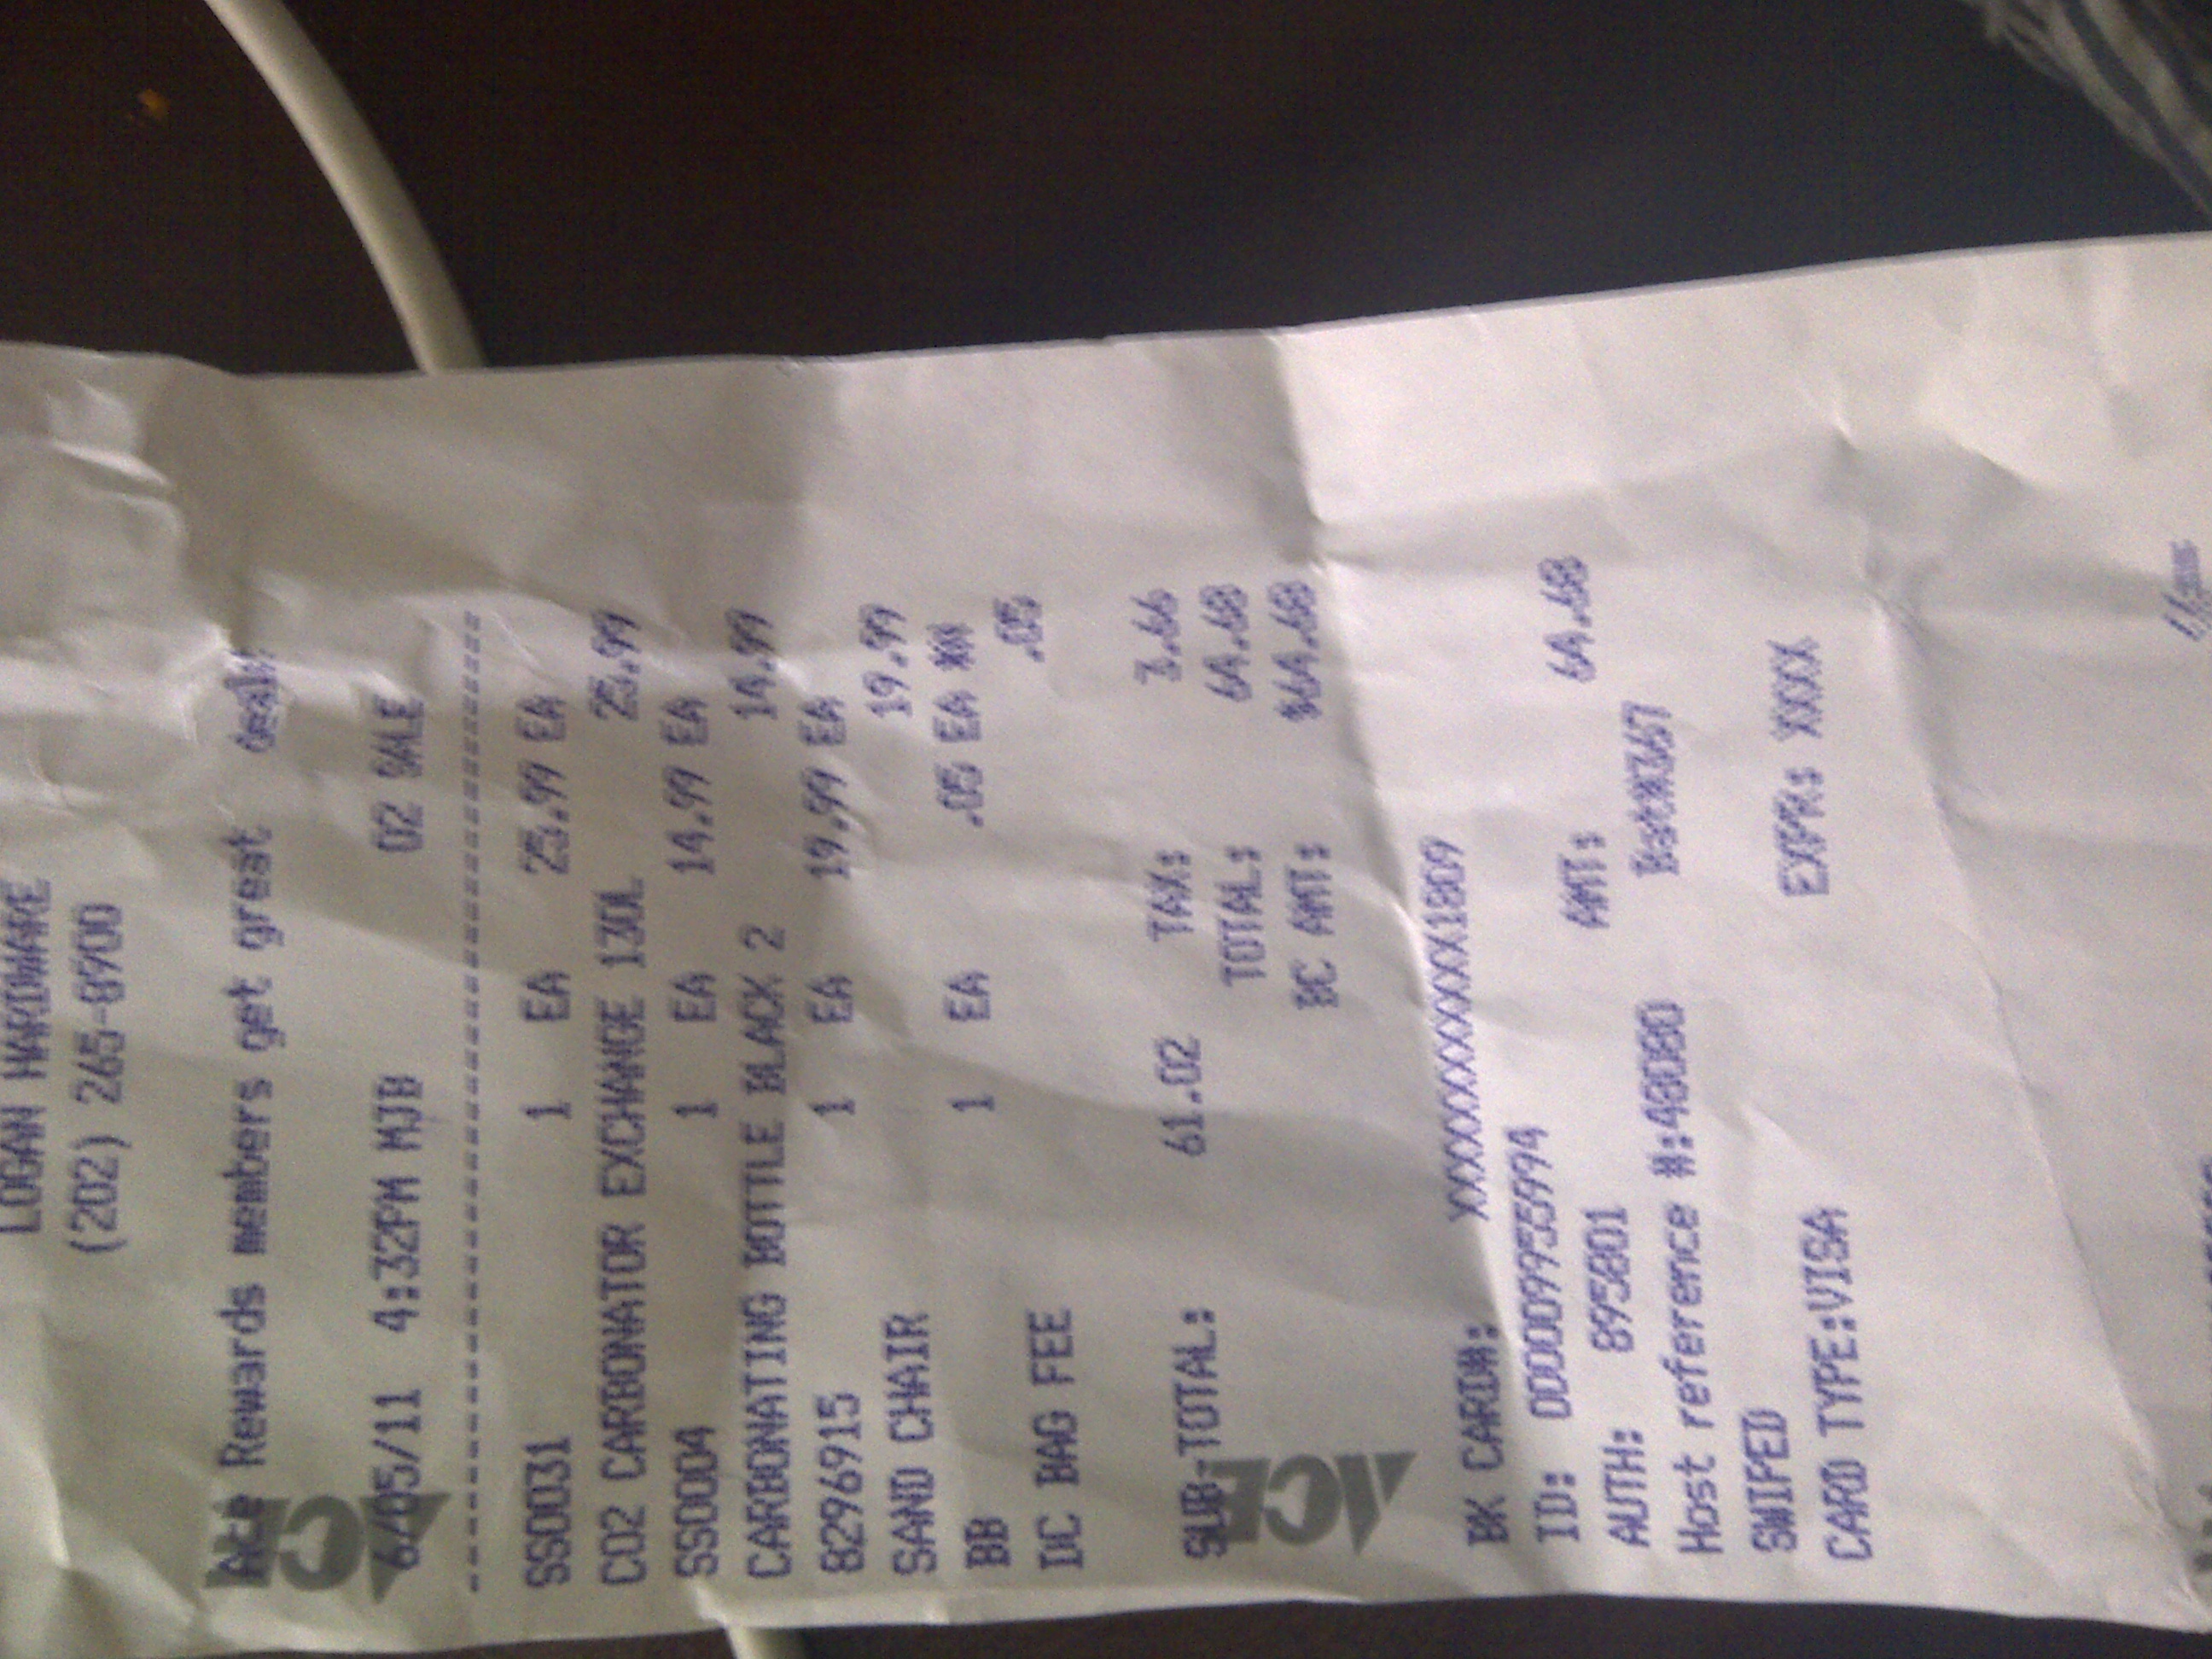 LOGAN HARDWARE
(202) 265-8900
Ace Rewards members get great deals!
ACE
6/05/11 4:32PM MJB 02 SALE
----------------------------------------
SS0031 1 EA 25.99 EA
CO2 CARBONATOR EXCHANGE 130L 25.99
SS0004 1 EA 14.99 EA
CARBONATING BOTTLE BLACK 2 14.99
8296915 1 EA 19.99 EA
SAND CHAIR 19.99
BB 1 EA .05 EA *N
DC BAG FEE .05
SUB-TOTAL: 61.02 TAX: 3.66
TOTAL: 64.68
BC AMT: $64.68
ACE
BK CARD#: XXXXXXXXXXXX1809
ID: 000009955994
AUTH: 895801 AMT: 64.68
Host reference #:48080 Bat#367
SWIPED
CARD TYPE:VISA EXPR: XXXX